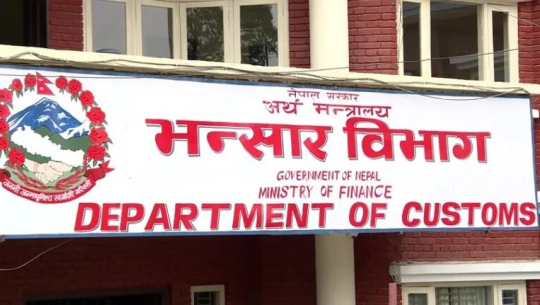 नेपाल सरकार
अर्थ मन्त्रालय
भन्सार विभाग
GOVERNMENT OF NEPAL
MINISTRY OF FINANCE
DEPARTMENT OF CUSTOMS